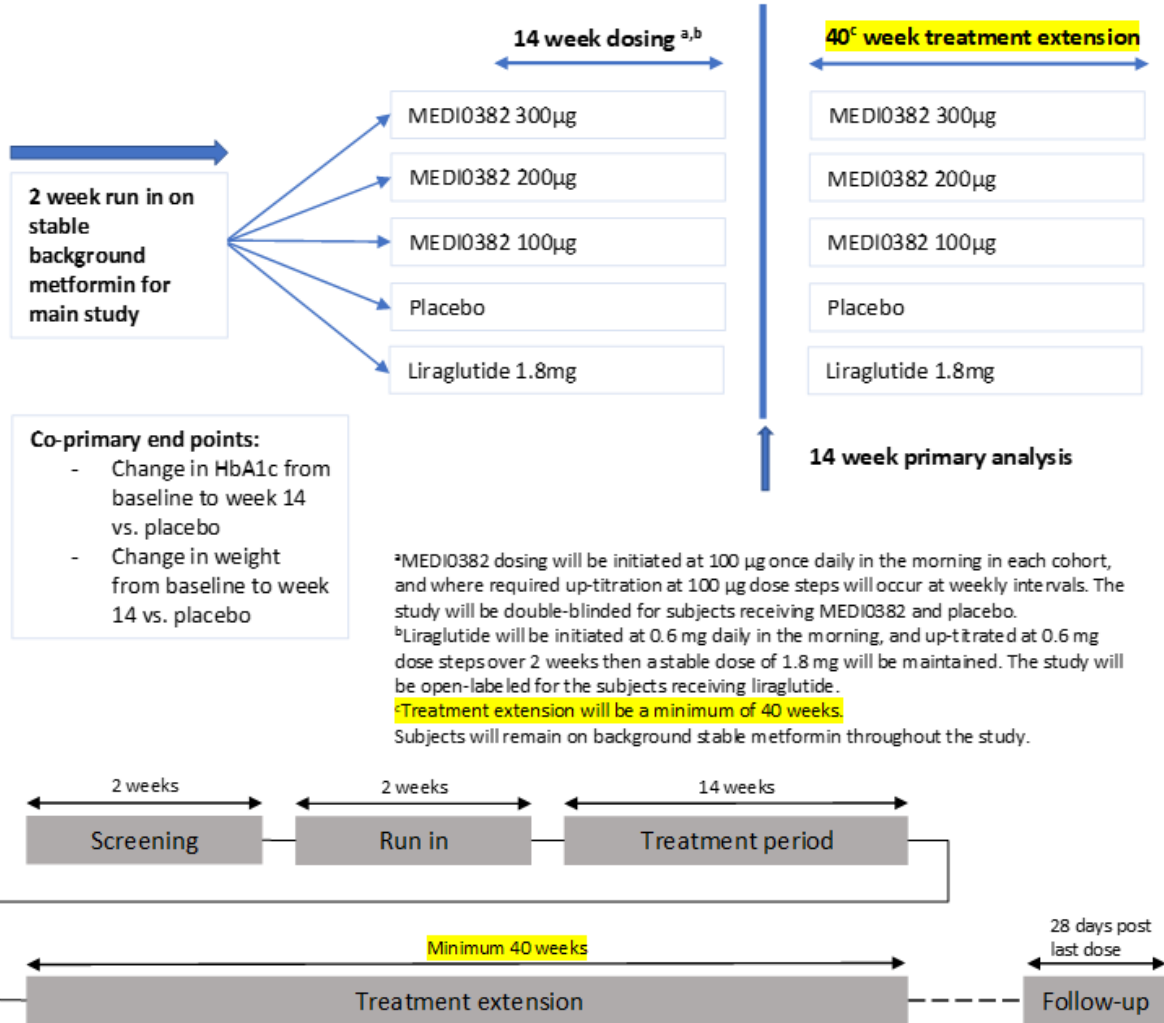 14 week dosing a,b
40c week treatment extension
2 week run in on
stable
background
metformin for
main study
MEDI0382 300µg
MEDI0382 200µg
MEDI0382 100µg
Placebo
Liraglutide 1.8mg
MEDI0382 300µg
MEDI0382 200µg
MEDI0382 100µg
Placebo
Liraglutide 1.8mg
14 week primary analysis
Co-primary end points:
- Change in HbA1c from
baseline to week 14
vs. placebo
- Change in weight
from baseline to week
14 vs. placebo
aMEDI0382 dosing will be initiated at 100 µg once daily in the morning in each cohort,
and where required up-titration at 100 µg dose steps will occur at weekly intervals. The
study will be double-blinded for subjects receiving MEDI0382 and placebo.
bLiraglutide will be initiated at 0.6 mg daily in the morning, and up-titrated at 0.6 mg
dose steps over 2 weeks then a stable dose of 1.8 mg will be maintained. The study will
be open-labeled for the subjects receiving liraglutide.
cTreatment extension will be a minimum of 40 weeks.
Subjects will remain on background stable metformin throughout the study.
2 weeks
2 weeks
14 weeks
Screening
Run in
Treatment period
Minimum 40 weeks
28 days post
last dose
Treatment extension
Follow-up